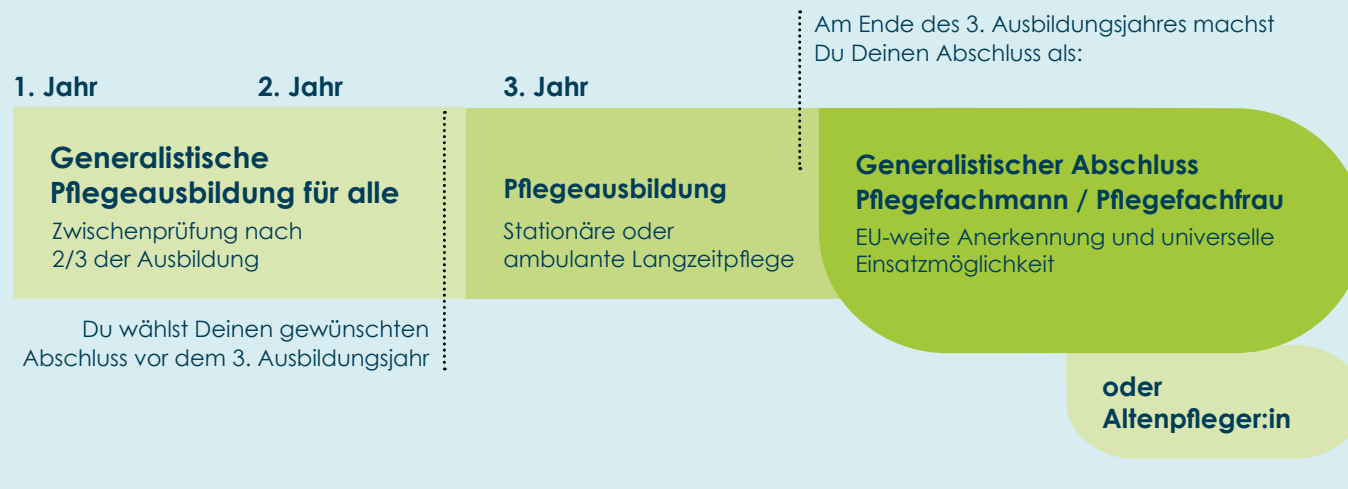 Am Ende des 3. Ausbildungsjahres machst
Du Deinen Abschluss als:
1. Jahr
2. Jahr
3. Jahr
Generalistische
Pflegeausbildung für alle
Zwischenprüfung nach
2/3 der Ausbildung
Pflegeausbildung
Stationäre oder
ambulante Langzeitpflege
Generalistischer Abschluss
Pflegefachmann / Pflegefachfrau
EU-weite Anerkennung und universelle
Einsatzmöglichkeit
Du wählst Deinen gewünschten
Abschluss vor dem 3. Ausbildungsjahr
oder
Altenpfleger:in